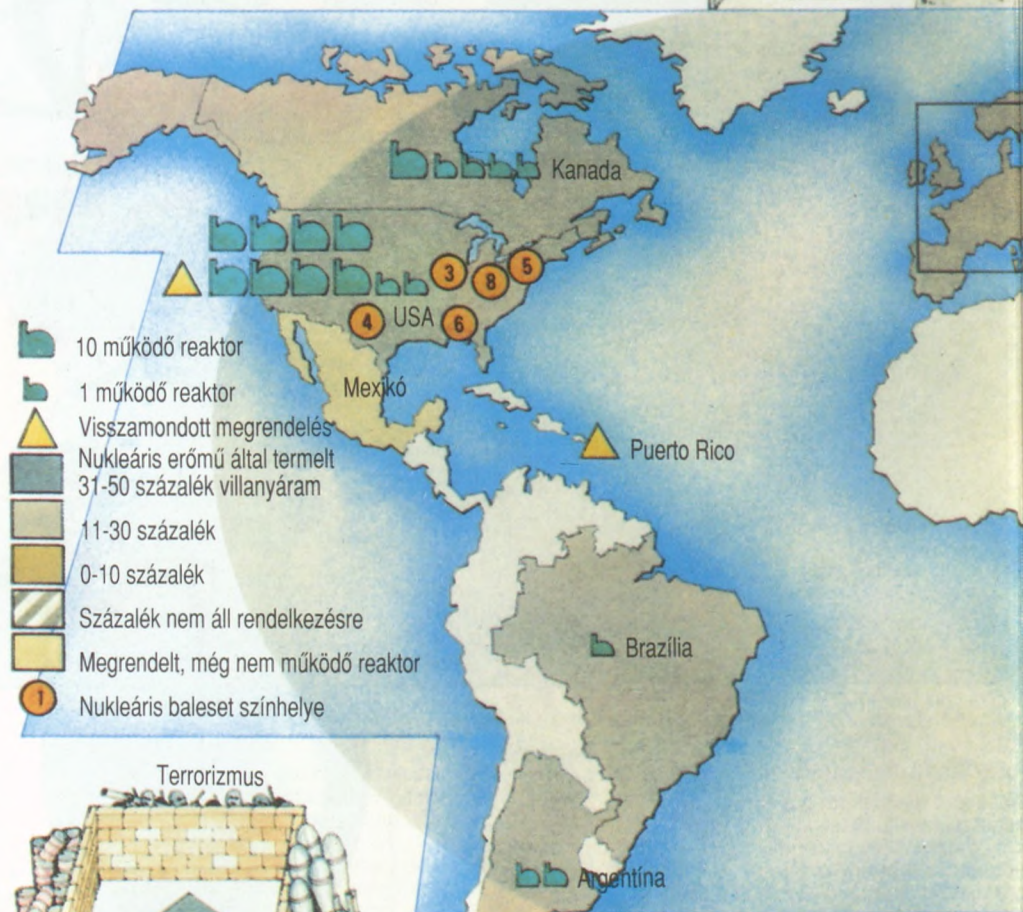 Kanada
3
8
5
4
USA
6
Mexikó
Puerto Rico
Brazília
Argentína
10 működő reaktor
1 működő reaktor
Visszamondott megrendelés
Nukleáris erőmű által termelt
31-50 százalék villanyáram
11-30 százalék
0-10 százalék
Százalék nem áll rendelkezésre
Megrendelt, még nem működő reaktor
1
Nukleáris baleset színhelye
Terrorizmus